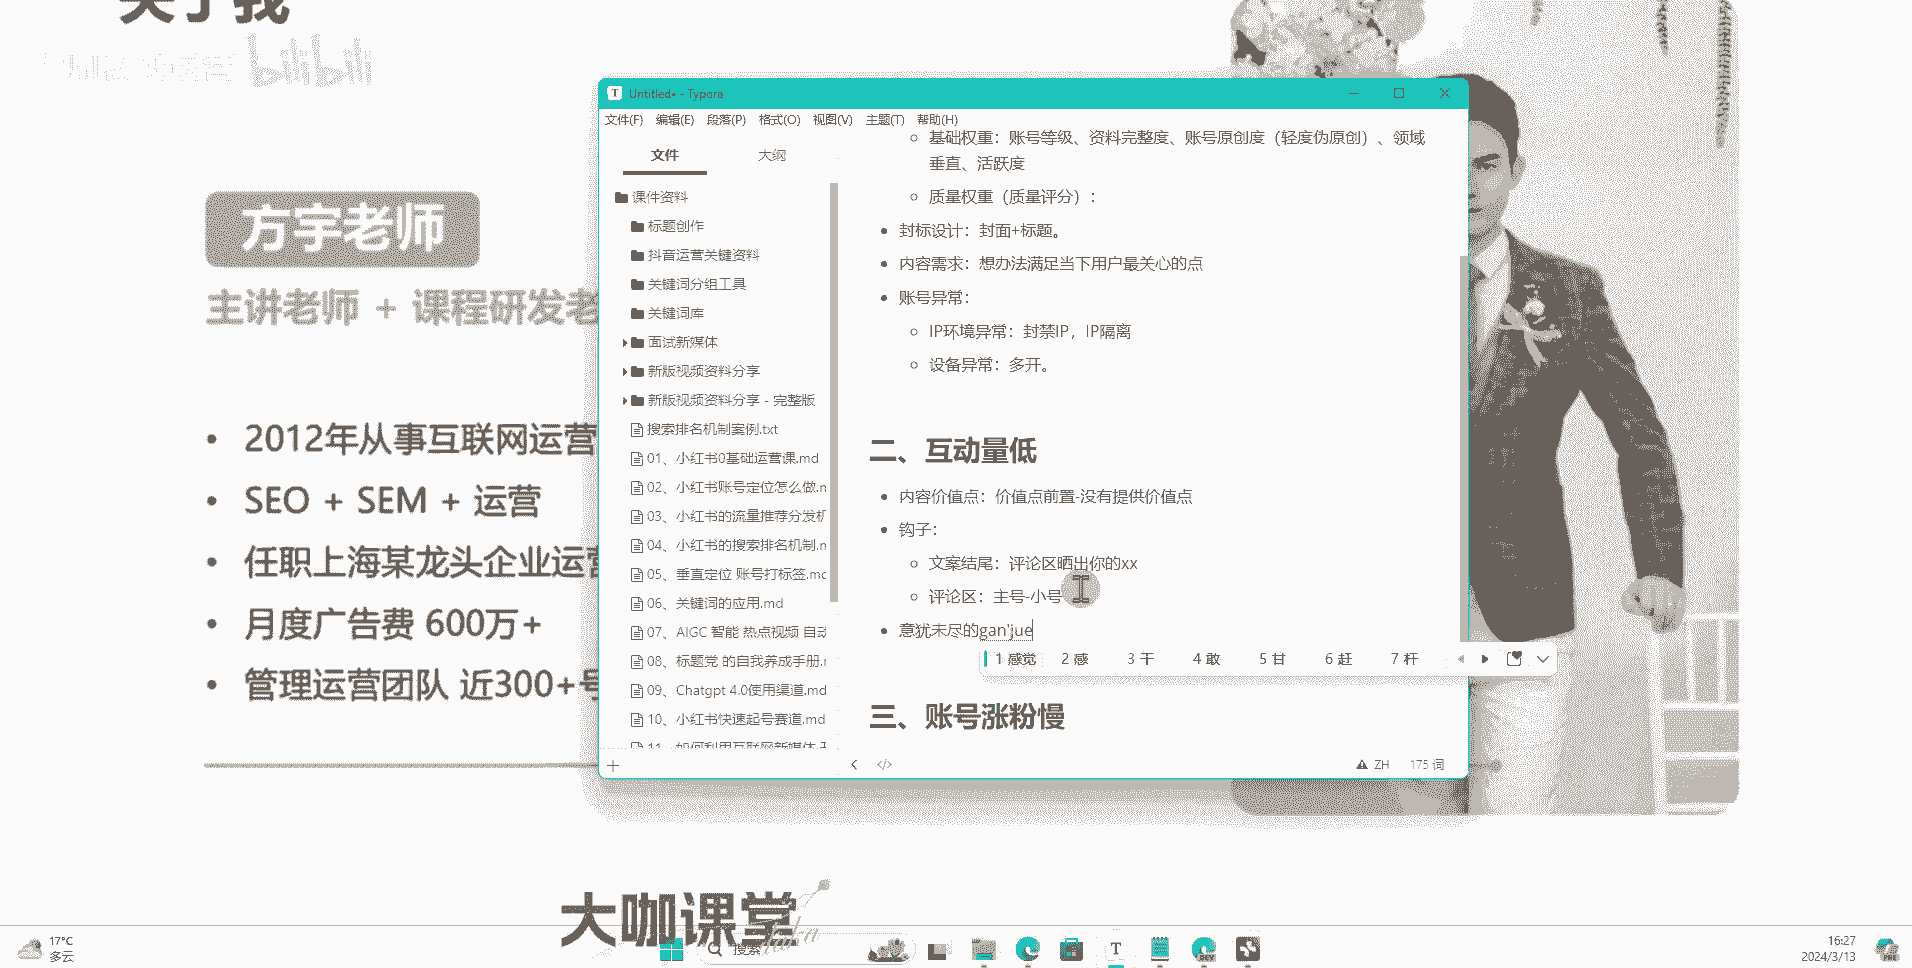 关于我
bilibili
方宇老师
主讲老师 + 课程研发老
2012年从事互联网运营
SEO + SEM + 运营
任职上海某龙头企业运营
月度广告费 600万+
管理运营团队 近300+号
大咖课堂
Untitled• - Typora
文件(F) 编辑(E) 段落(P) 格式(O) 视图(V) 主题(T) 帮助(H)
文件 大纲
课件资料
标题创作
抖音运营关键资料
关键词分组工具
关键词库
面试新媒体
新版视频资料分享
新版视频资料分享 - 完整版
搜索排名机制案例.txt
01、小红书0基础运营课.md
02、小红书账号定位怎么做.n
03、小红书的流量推荐分发机
04、小红书的搜索排名机制.n
05、垂直定位 账号打标签.mc
06、关键词的应用.md
07、AIGC 智能 热点视频 自动
08、标题党 的自我养成手册.r
09、Chatgpt 4.0使用渠道.md
10、小红书快速起号赛道.md
11、如何利用互联网新媒体
基础权重：账号等级、资料完整度、账号原创度（轻度伪原创）、领域
垂直、活跃度
质量权重（质量评分）：
封标设计：封面+标题。
内容需求：想办法满足当下用户最关心的点
账号异常：
IP环境异常：封禁IP，IP隔离
设备异常：多开。
二、互动量低
内容价值点：价值点前置-没有提供价值点
钩子：
文案结尾：评论区晒出你的xx
评论区：主号-小号
意犹未尽的gan'jue
1 感觉 2 感 3 干 4 敢 5 甘 6 赶 7 杆
三、账号涨粉慢
ZH 175 词
17°C
多云
搜索
16:27
2024/3/13
DEV
PRE